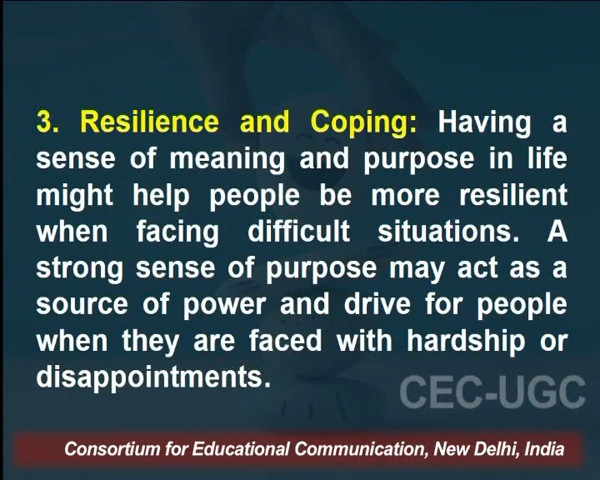 3. Resilience and Coping: Having a
sense of meaning and purpose in life
might help people be more resilient
when facing difficult situations. A
strong sense of purpose may act as a
source of power and drive for people
when they are faced with hardship or
disappointments.
CEC-UGC
Consortium for Educational Communication, New Delhi, India